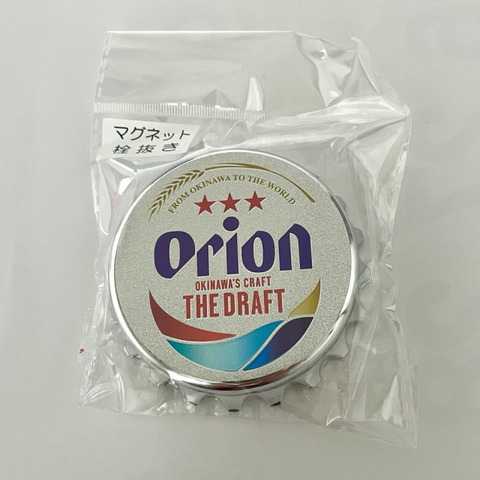 マグネット
栓抜き
FROM OKINAWA TO THE WORLD
Orion
OKINAWA'S CRAFT
THE DRAFT